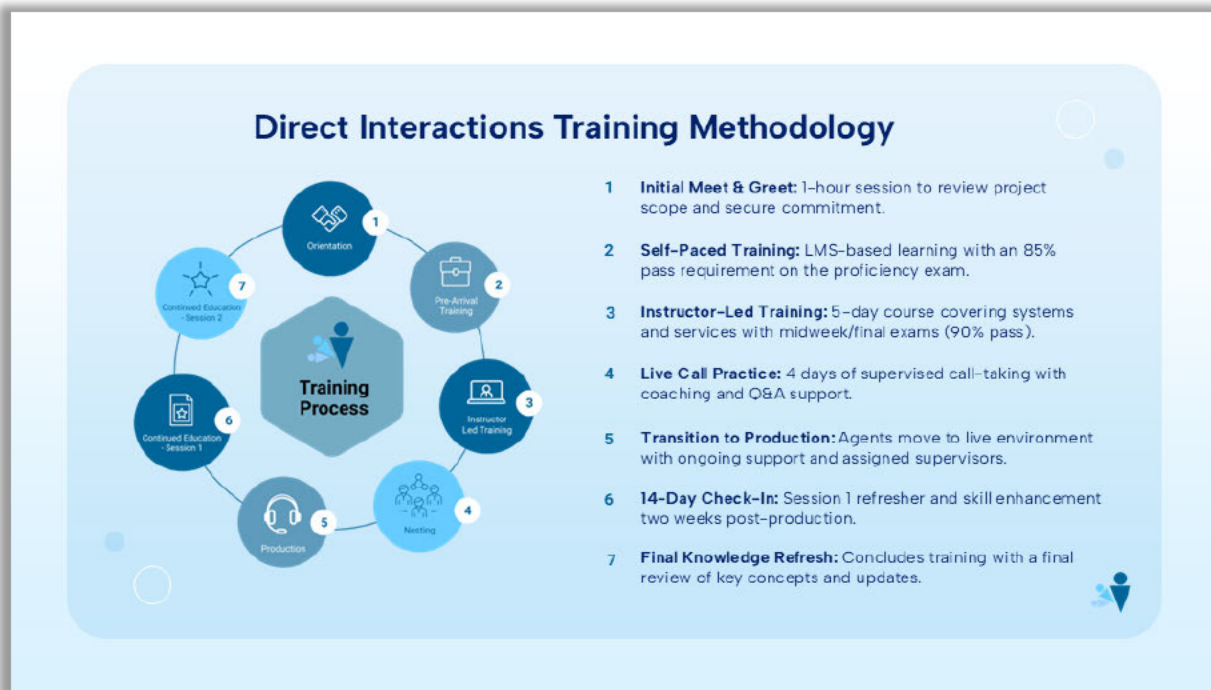 Direct Interactions Training Methodology
1
Orientation
2
Pre-Arrival
Training
3
Instructor
Led Training
4
Nesting
5
Production
6
Continued Education
- Session 1
7
Continued Education
- Session 2
Training
Process
1 Initial Meet & Greet: 1-hour session to review project
scope and secure commitment.
2 Self-Paced Training: LMS-based learning with an 85%
pass requirement on the proficiency exam.
3 Instructor-Led Training: 5-day course covering systems
and services with midweek/final exams (90% pass).
4 Live Call Practice: 4 days of supervised call-taking with
coaching and Q&A support.
5 Transition to Production: Agents move to live environment
with ongoing support and assigned supervisors.
6 14-Day Check-In: Session 1 refresher and skill enhancement
two weeks post-production.
7 Final Knowledge Refresh: Concludes training with a final
review of key concepts and updates.